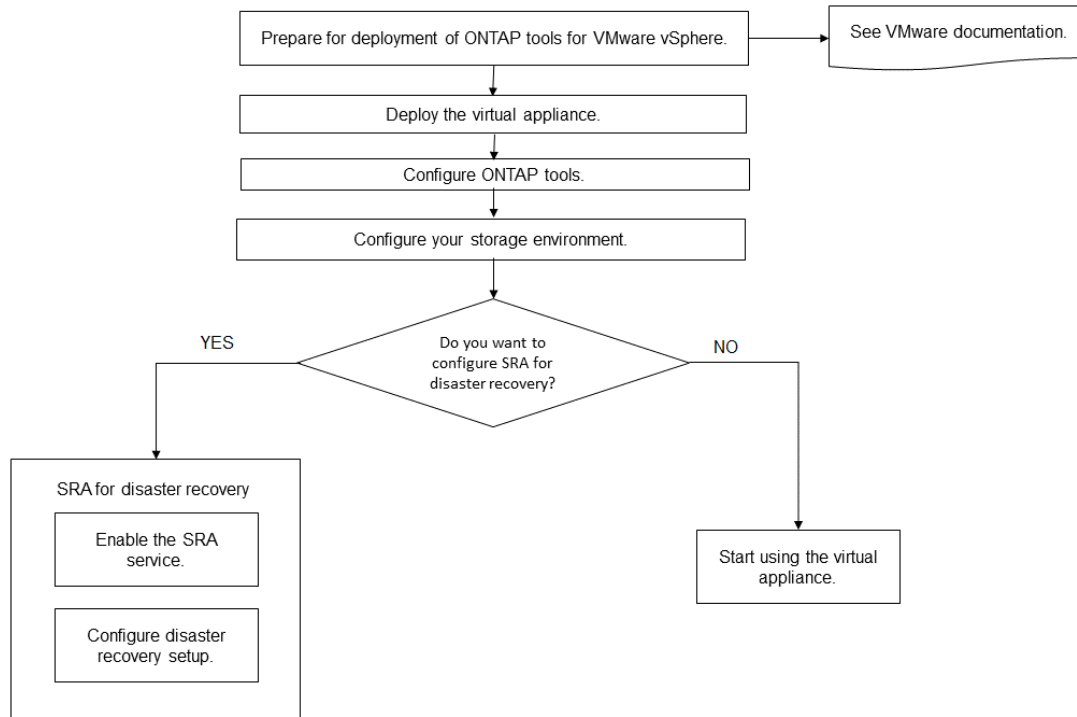 Prepare for deployment of ONTAP tools for VMware vSphere.
See VMware documentation.
Deploy the virtual appliance.
Configure ONTAP tools.
Configure your storage environment.
Do you want to
configure SRA for
disaster recovery?
YES
NO
SRA for disaster recovery
Enable the SRA
service.
Configure disaster
recovery setup.
Start using the virtual
appliance.